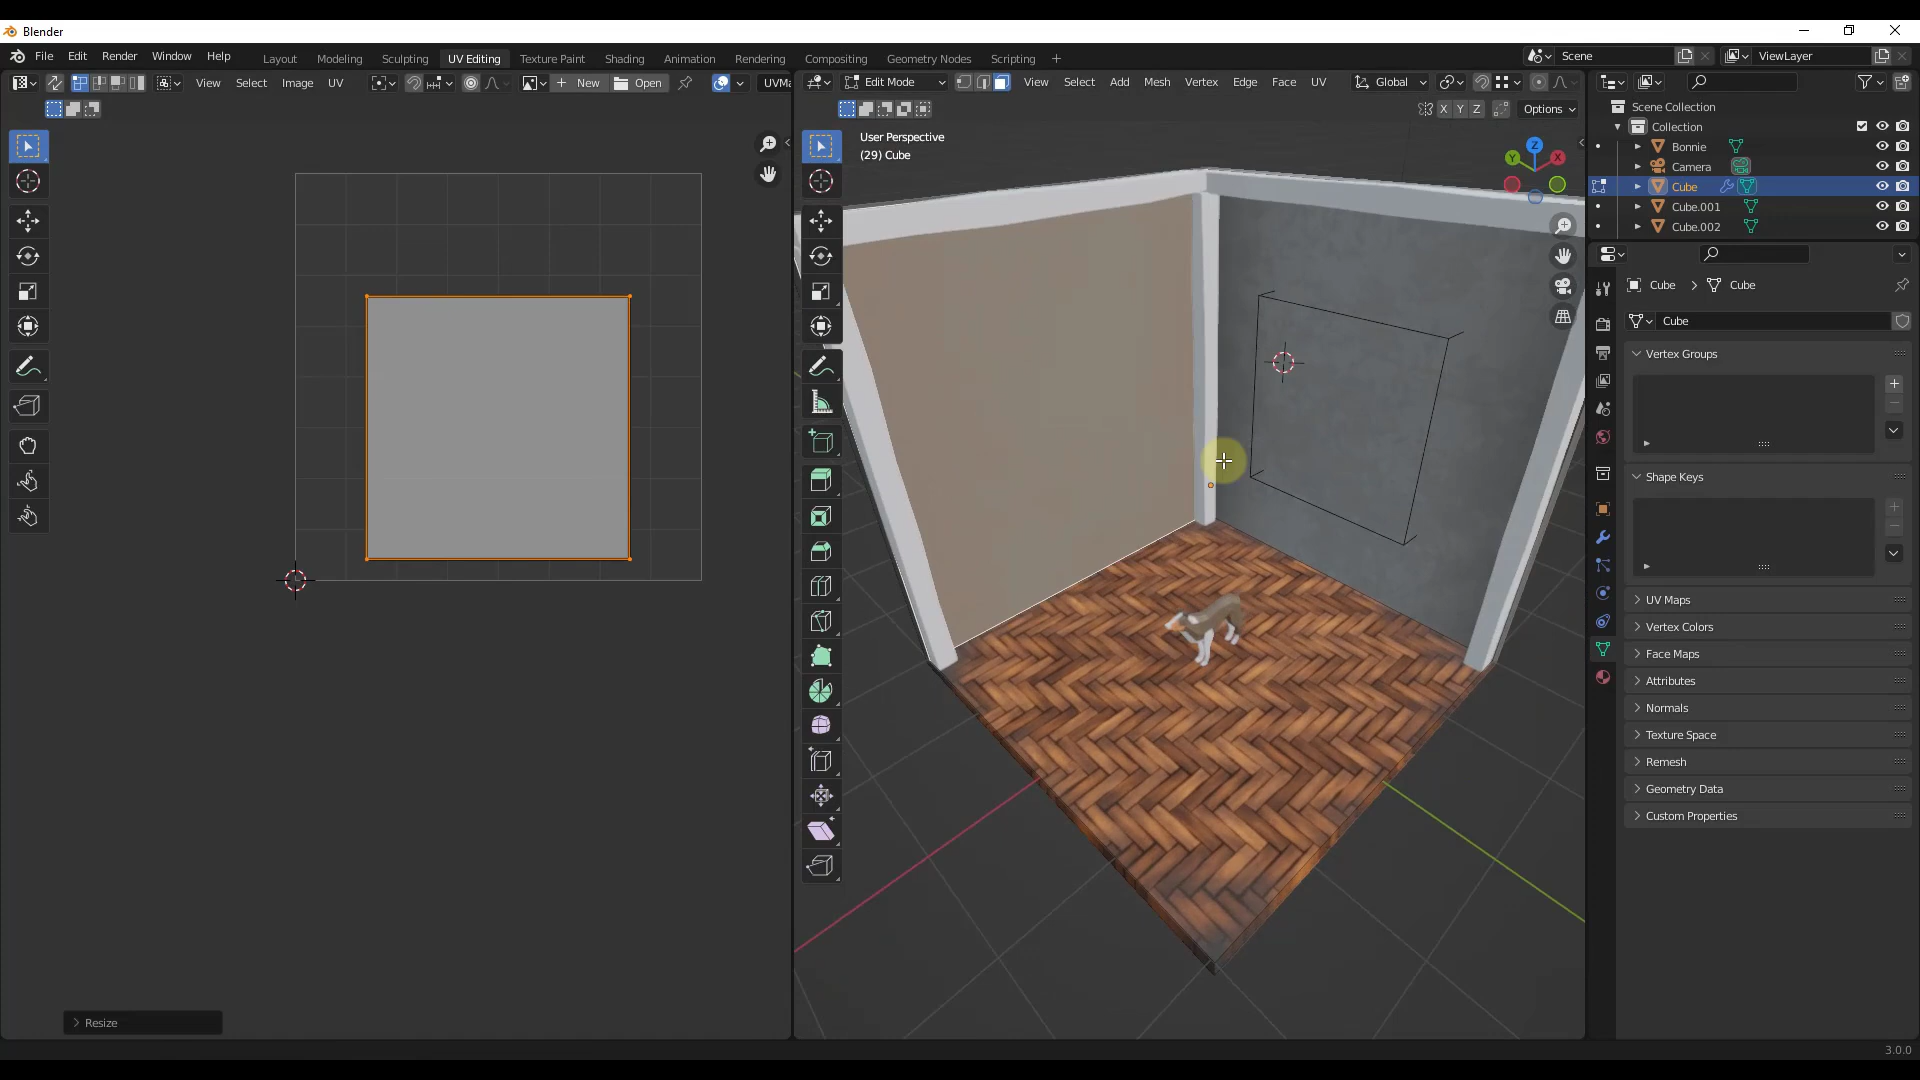 Blender
File Edit Render Window Help
Layout Modeling Sculpting UV Editing Texture Paint Shading Animation Rendering Compositing Geometry Nodes Scripting
Scene
ViewLayer
View Select Image UV
New Open
UVMa
Edit Mode
View Select Add Mesh Vertex Edge Face UV
Global
X Y Z
Options
User Perspective
(29) Cube
Z
Y
X
Scene Collection
Collection
Bonnie
Camera
Cube
Cube.001
Cube.002
Cube Cube
Cube
Vertex Groups
Shape Keys
UV Maps
Vertex Colors
Face Maps
Attributes
Normals
Texture Space
Remesh
Geometry Data
Custom Properties
Resize
3.0.0